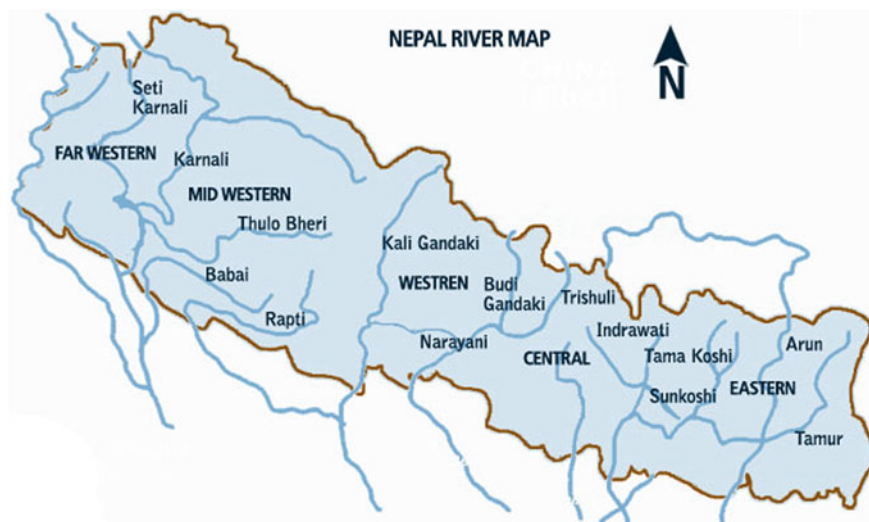 NEPAL RIVER MAP
N
Seti
Karnali
FAR WESTERN
Karnali
MID WESTERN
Thulo Bheri
Babai
Rapti
Kali Gandaki
WESTREN
Budi
Gandaki
Trishuli
Narayani
Indrawati
CENTRAL
Tama Koshi
Arun
Sunkoshi
EASTERN
Tamur